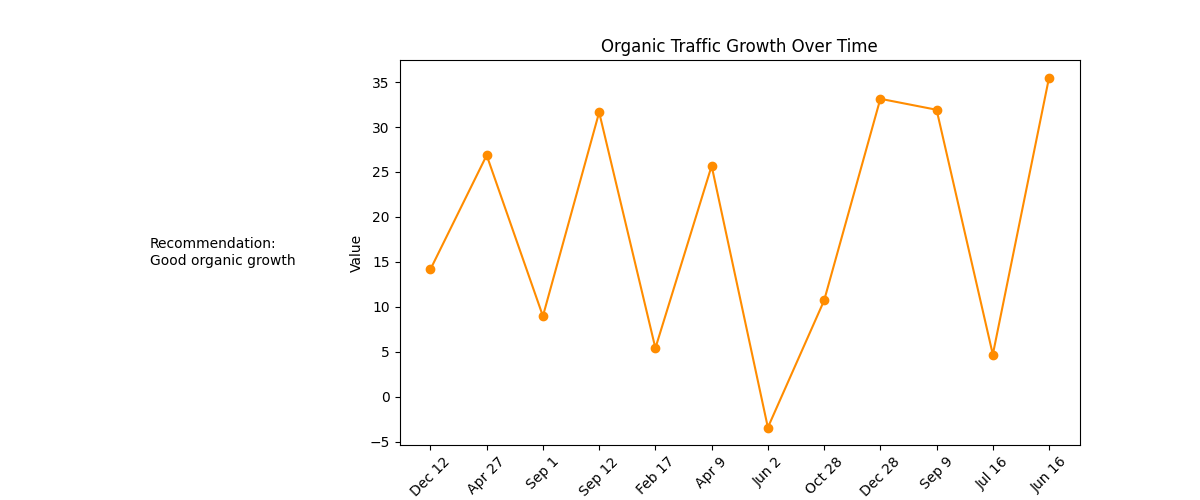 Organic Traffic Growth Over Time
Recommendation:
Good organic growth
Value
35
30
25
20
15
10
5
0
−5
Dec 12
Apr 27
Sep 1
Sep 12
Feb 17
Apr 9
Jun 2
Oct 28
Dec 28
Sep 9
Jul 16
Jun 16